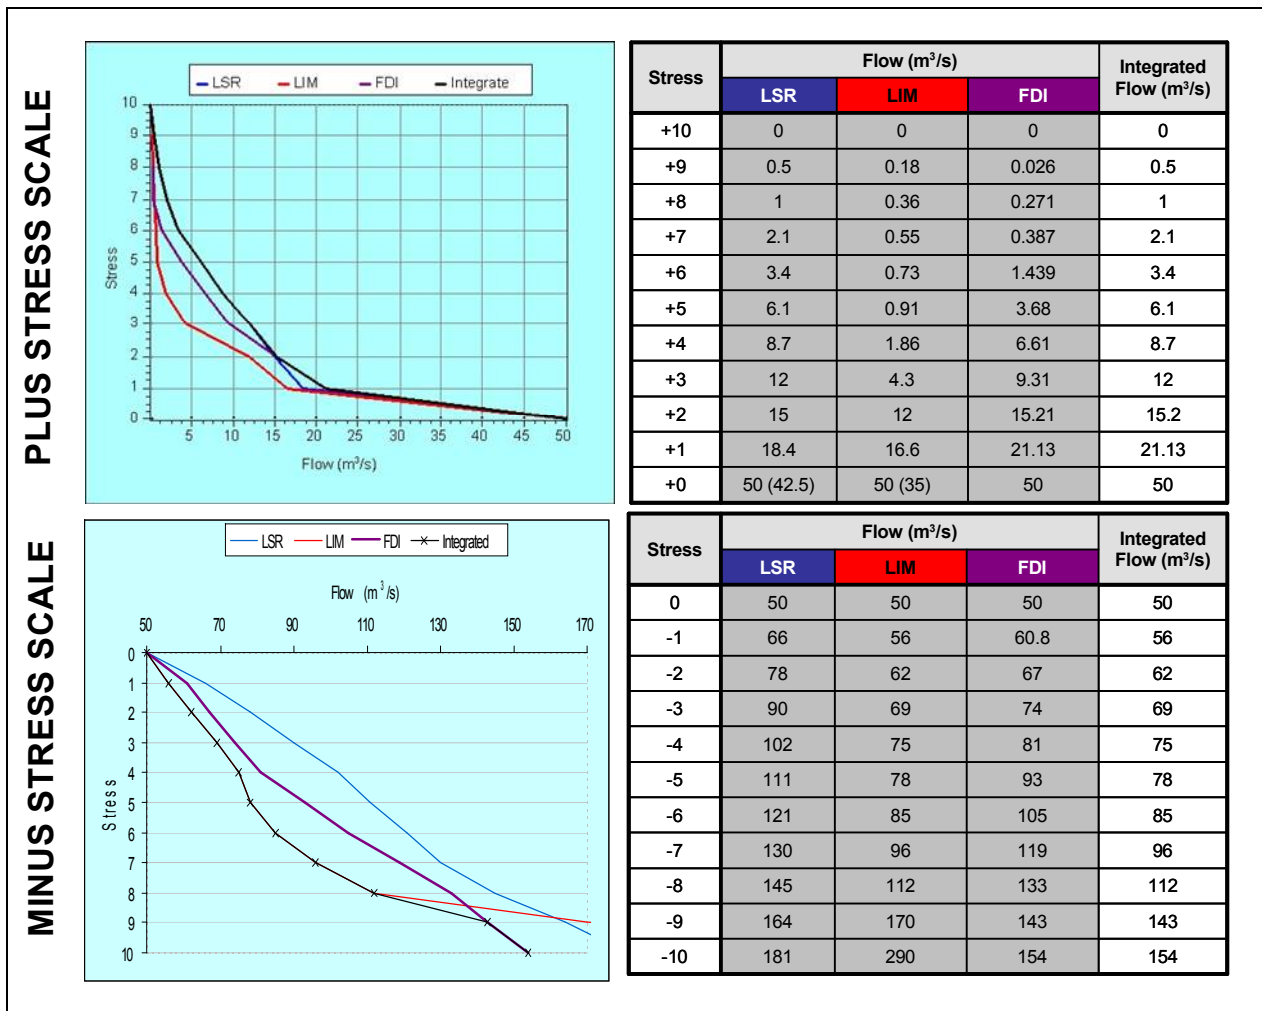 PLUS STRESS SCALE
LSR LIM FDI Integrate
10
9
8
7
6
5
4
3
2
1
0
Stress
5 10 15 20 25 30 35 40 45 50
Flow (m³/s)
Stress Flow (m³/s) Integrated Flow (m³/s)
LSR LIM FDI
+10 0 0 0 0
+9 0.5 0.18 0.026 0.5
+8 1 0.36 0.271 1
+7 2.1 0.55 0.387 2.1
+6 3.4 0.73 1.439 3.4
+5 6.1 0.91 3.68 6.1
+4 8.7 1.86 6.61 8.7
+3 12 4.3 9.31 12
+2 15 12 15.21 15.2
+1 18.4 16.6 21.13 21.13
+0 50 (42.5) 50 (35) 50 50
MINUS STRESS SCALE
LSR LIM FDI Integrated
Flow (m³/s)
50 70 90 110 130 150 170
0
1
2
3
4
5
6
7
8
9
10
Stress
Stress Flow (m³/s) Integrated Flow (m³/s)
LSR LIM FDI
0 50 50 50 50
-1 66 56 60.8 56
-2 78 62 67 62
-3 90 69 74 69
-4 102 75 81 75
-5 111 78 93 78
-6 121 85 105 85
-7 130 96 119 96
-8 145 112 133 112
-9 164 170 143 143
-10 181 290 154 154